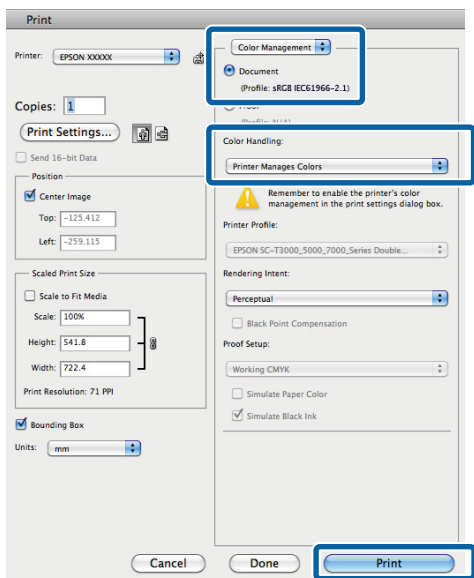 Print
Printer: EPSON XXXXX
Copies: 1
Print Settings...
Send 16-bit Data
Position
Center Image
Top: -125.412
Left: -259.115
Scaled Print Size
Scale to Fit Media
Scale: 100%
Height: 541.8
Width: 722.4
Print Resolution: 71 PPI
Bounding Box
Units: mm
Color Management
Document
(Profile: sRGB IEC61966-2.1)
Proof
(Profile: N/A)
Color Handling:
Printer Manages Colors
Remember to enable the printer's color
management in the print settings dialog box.
Printer Profile:
EPSON SC-T3000_5000_7000_Series Double...
Rendering Intent:
Perceptual
Black Point Compensation
Proof Setup:
Working CMYK
Simulate Paper Color
Simulate Black Ink
Cancel
Done
Print